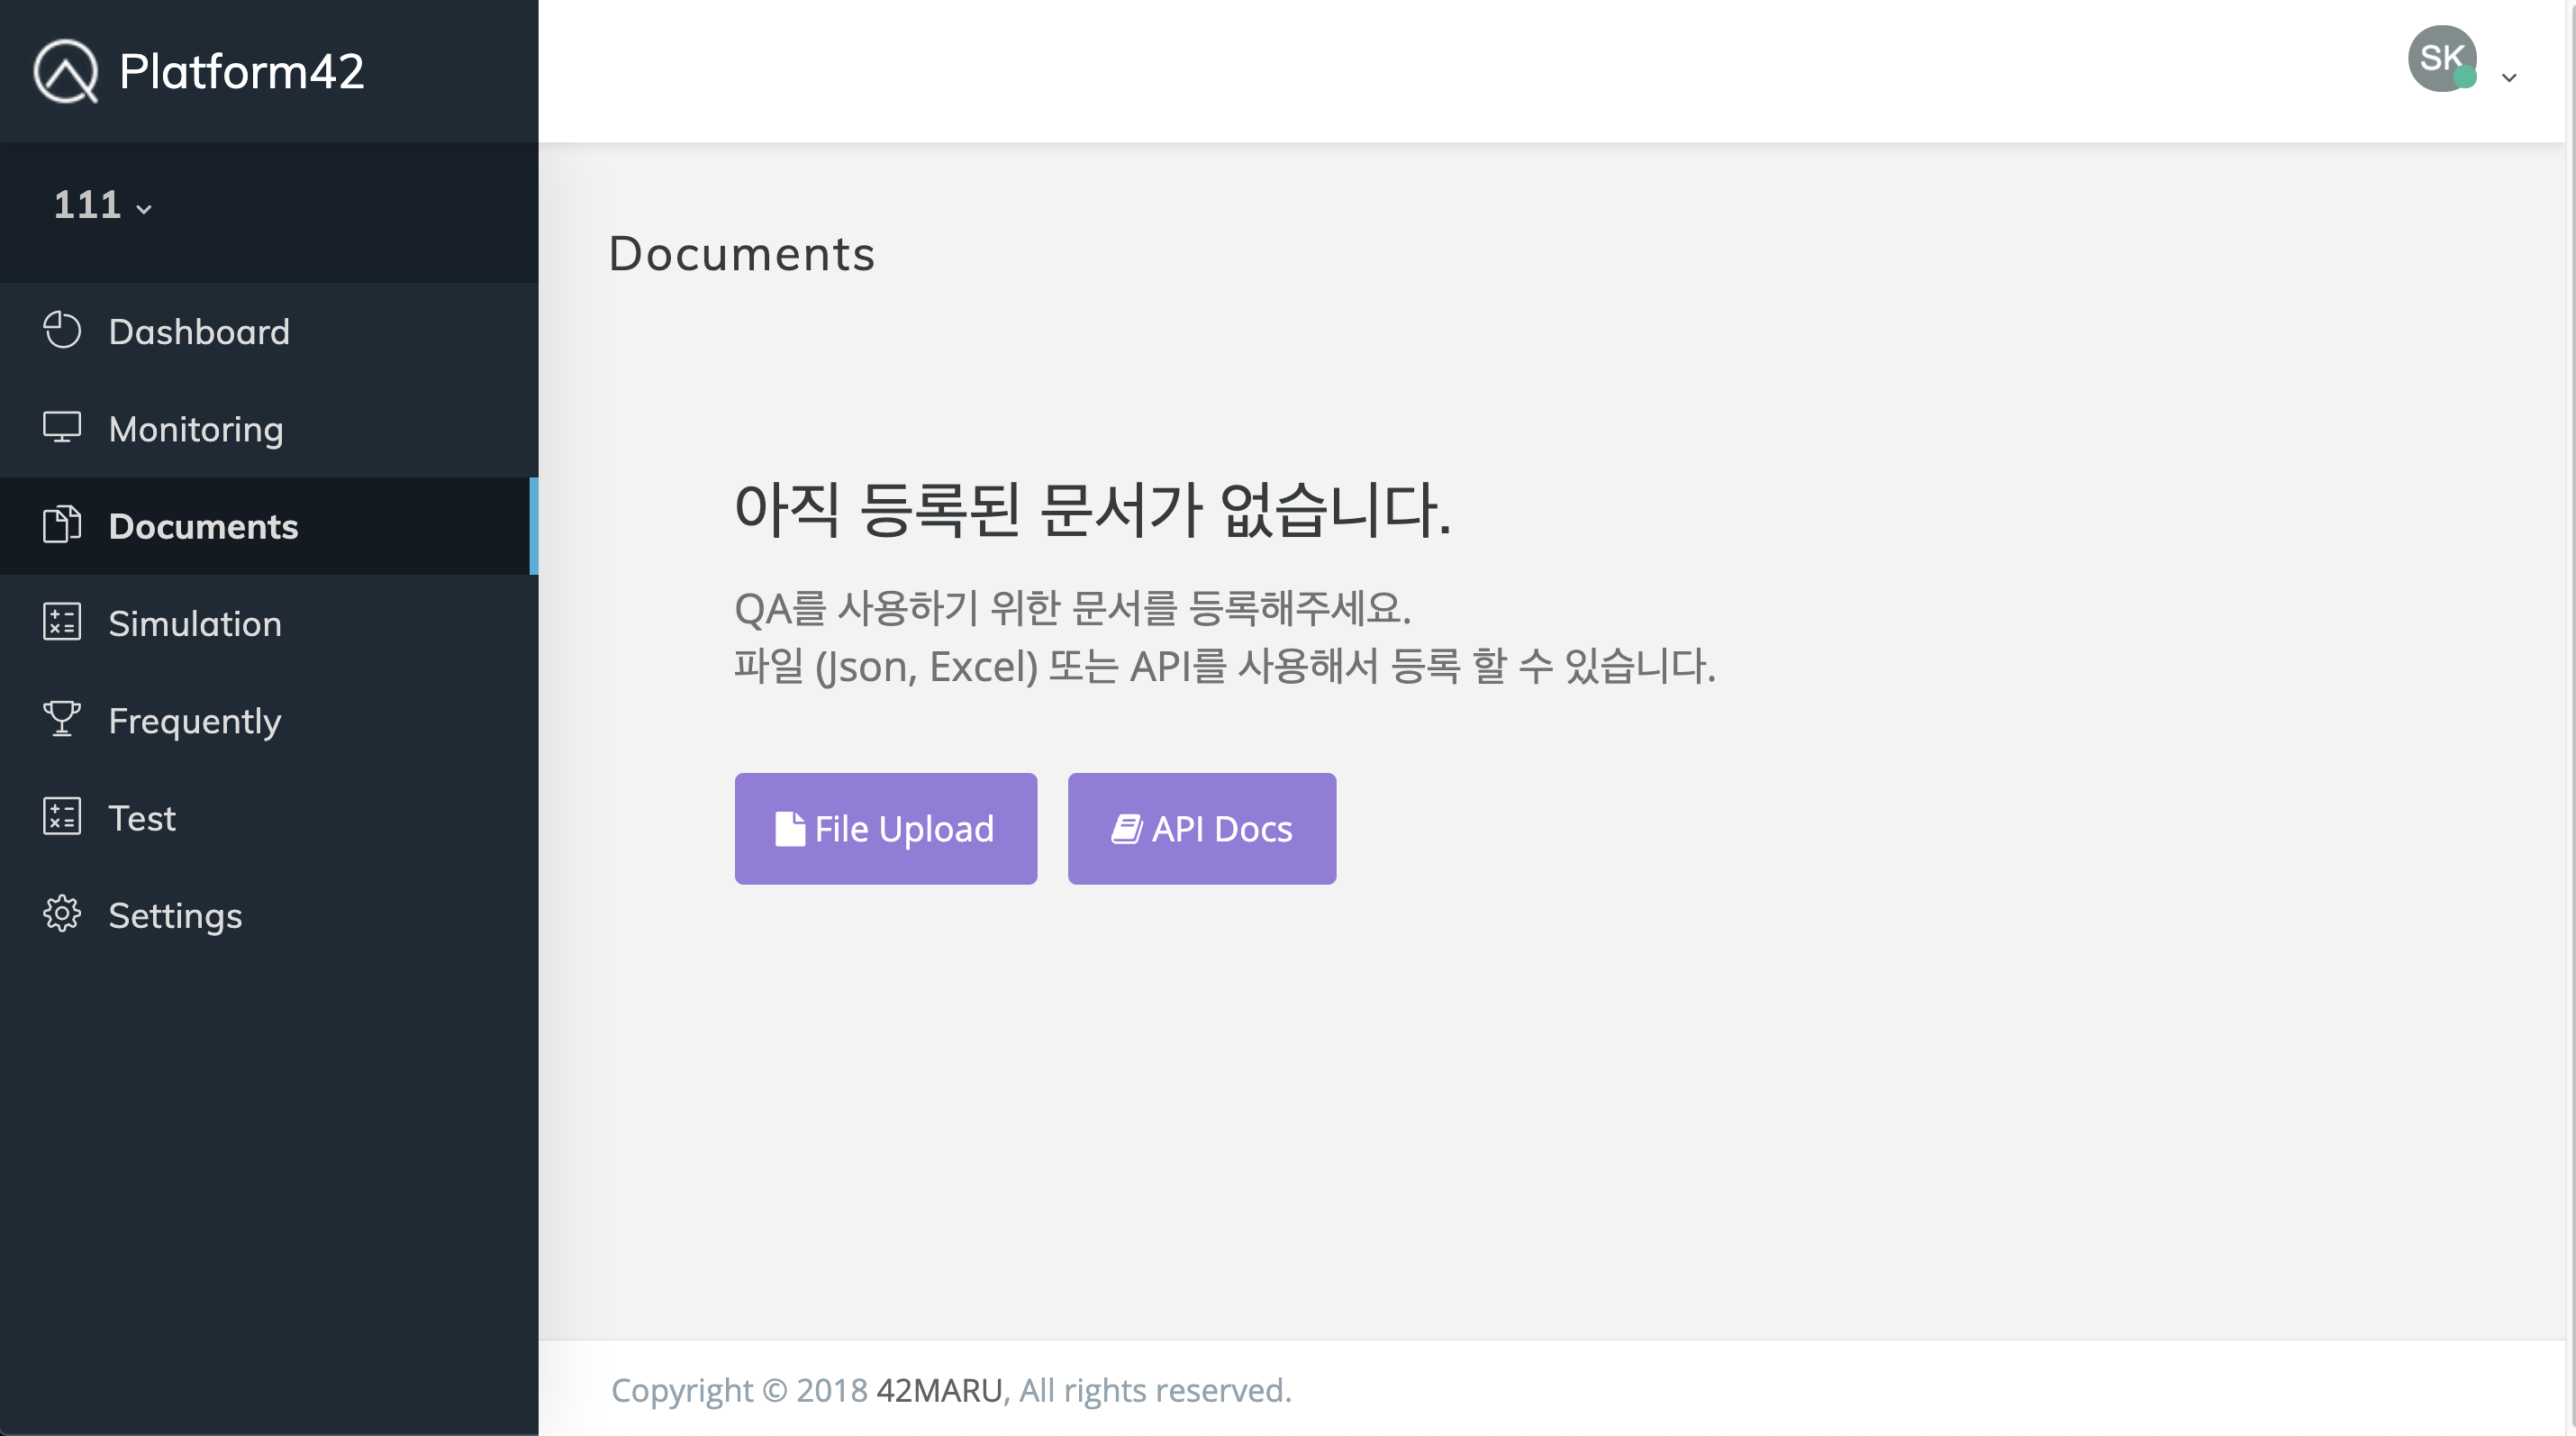 Platform42
SK
111
Dashboard
Monitoring
Documents
Simulation
Frequently
Test
Settings
Documents
아직 등록된 문서가 없습니다.
QA를 사용하기 위한 문서를 등록해주세요.
파일 (Json, Excel) 또는 API를 사용해서 등록 할 수 있습니다.
File Upload
API Docs
Copyright © 2018 42MARU, All rights reserved.